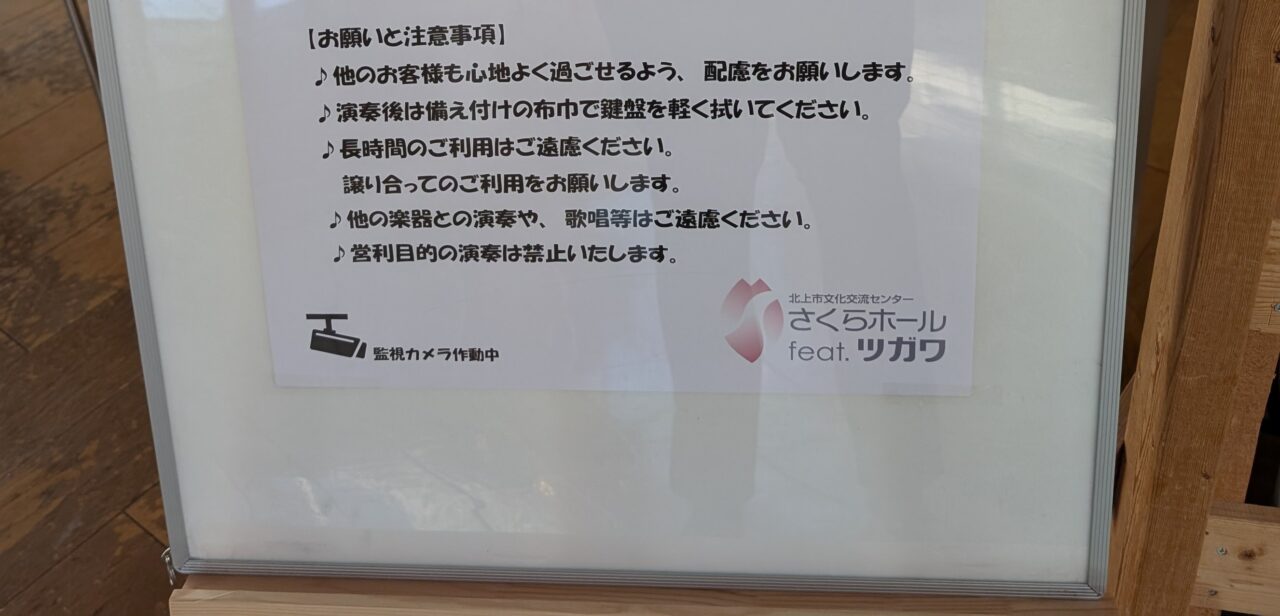 【お願いと注意事項】
♪他のお客様も心地よく過ごせるよう、配慮をお願いします。
♪演奏後は備え付けの布巾で鍵盤を軽く拭いてください。
♪長時間のご利用はご遠慮ください。
譲り合ってのご利用をお願いします。
♪他の楽器との演奏や、歌唱等はご遠慮ください。
♪営利目的の演奏は禁止いたします。
監視カメラ作動中
北上市文化交流センター
さくらホール
feat.ツガワ